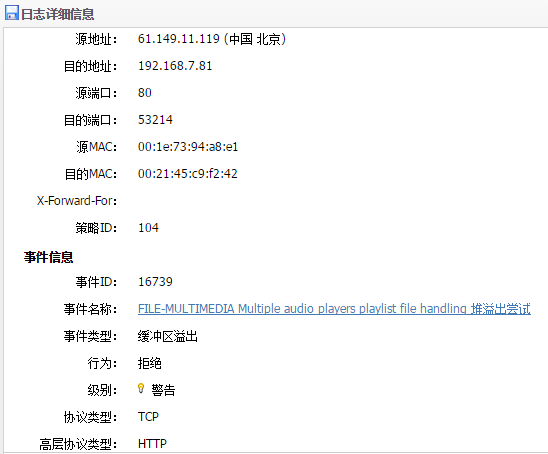 日志详细信息
源地址： 61.149.11.119 (中国 北京)
目的地址： 192.168.7.81
源端口： 80
目的端口： 53214
源MAC： 00:1e:73:94:a8:e1
目的MAC： 00:21:45:c9:f2:42
X-Forward-For:
策略ID： 104
事件信息
事件ID： 16739
事件名称： FILE-MULTIMEDIA Multiple audio players playlist file handling 堆溢出尝试
事件类型： 缓冲区溢出
行为： 拒绝
级别： 警告
协议类型： TCP
高层协议类型： HTTP